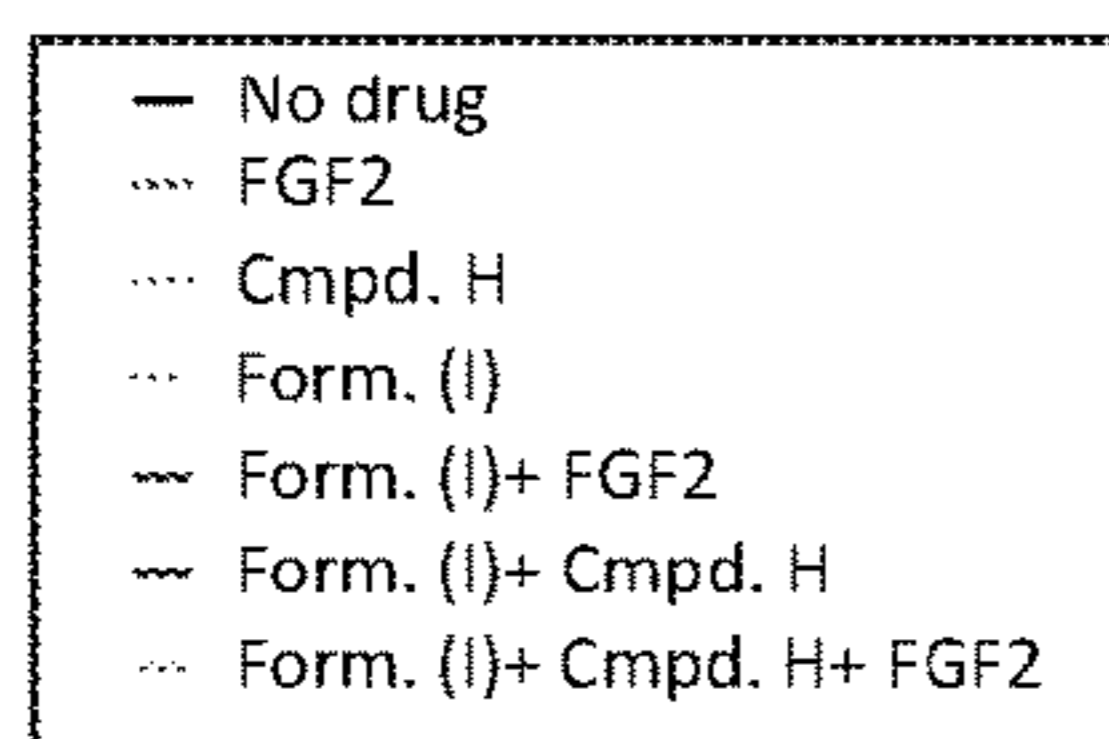 No drug
FGF2
Cmpd. H
Form. (I)
Form. (I)+ FGF2
Form. (I)+ Cmpd. H
Form. (I)+ Cmpd. H+ FGF2